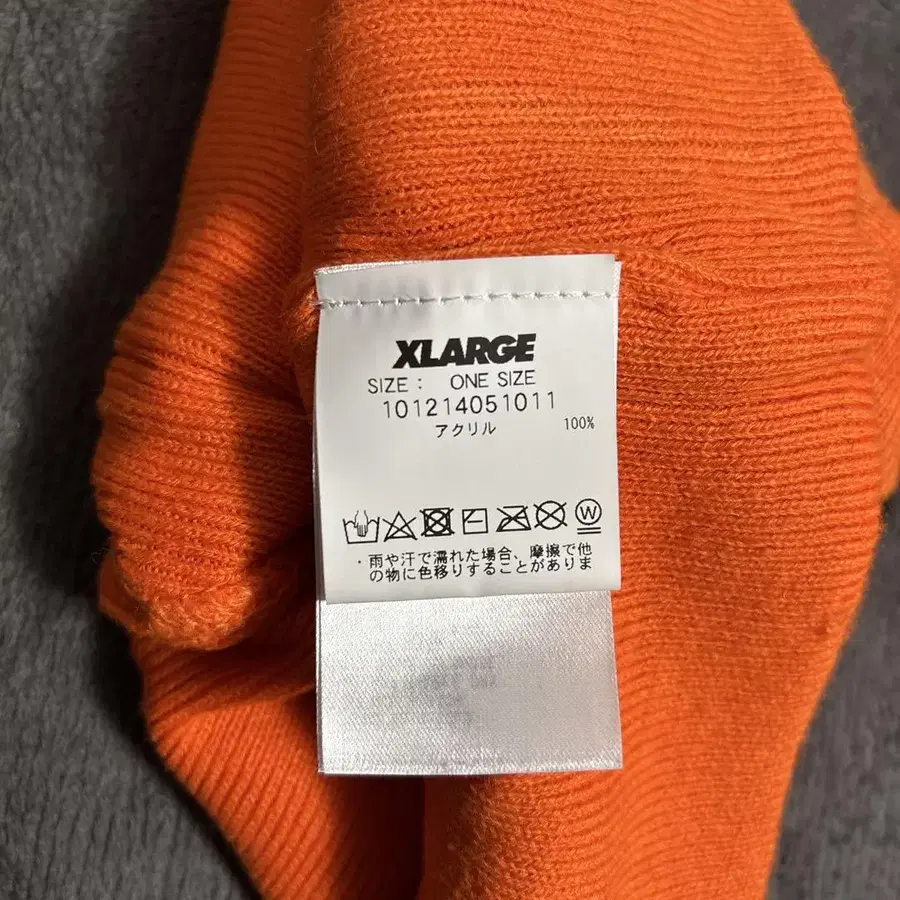 XLARGE
SIZE : ONE SIZE
101214051011
アクリル 100%
W
・雨や汗で濡れた場合、摩擦で他
の物に色移りすることがありま